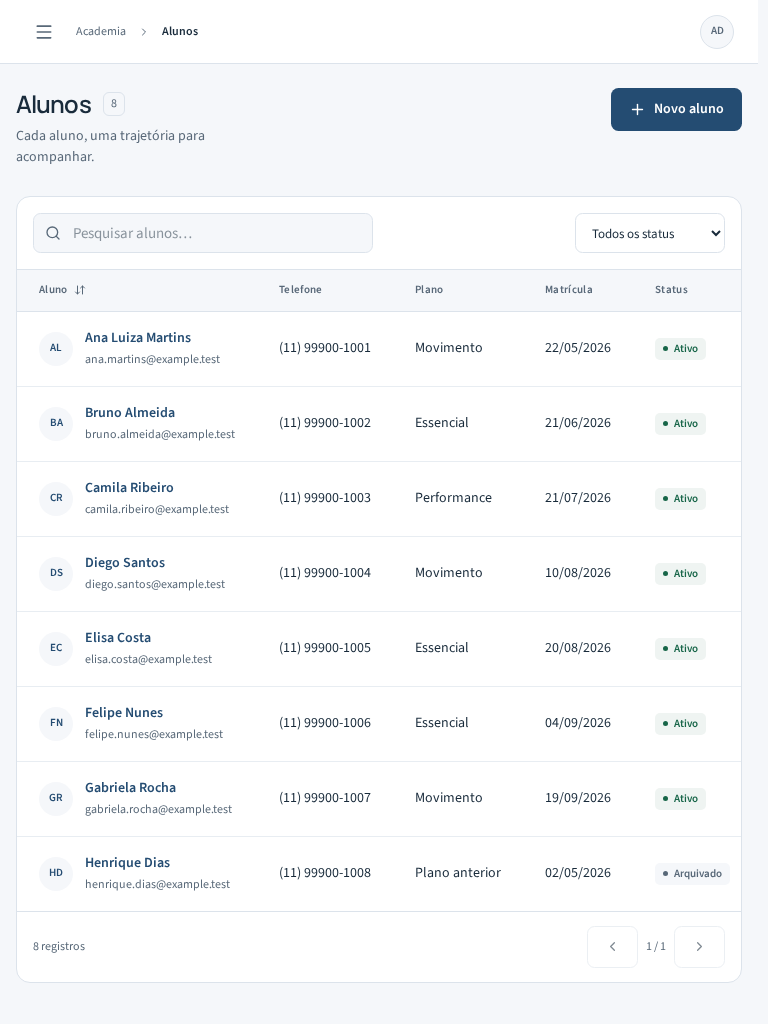 Academia
Alunos
AD
Alunos 8
Cada aluno, uma trajetória para
acompanhar.
Novo aluno
Pesquisar alunos…
Todos os status
Aluno Telefone Plano Matrícula Status
AL Ana Luiza Martins
ana.martins@example.test
(11) 99900-1001 Movimento 22/05/2026 Ativo
BA Bruno Almeida
bruno.almeida@example.test
(11) 99900-1002 Essencial 21/06/2026 Ativo
CR Camila Ribeiro
camila.ribeiro@example.test
(11) 99900-1003 Performance 21/07/2026 Ativo
DS Diego Santos
diego.santos@example.test
(11) 99900-1004 Movimento 10/08/2026 Ativo
EC Elisa Costa
elisa.costa@example.test
(11) 99900-1005 Essencial 20/08/2026 Ativo
FN Felipe Nunes
felipe.nunes@example.test
(11) 99900-1006 Essencial 04/09/2026 Ativo
GR Gabriela Rocha
gabriela.rocha@example.test
(11) 99900-1007 Movimento 19/09/2026 Ativo
HD Henrique Dias
henrique.dias@example.test
(11) 99900-1008 Plano anterior 02/05/2026 Arquivado
8 registros
1 / 1